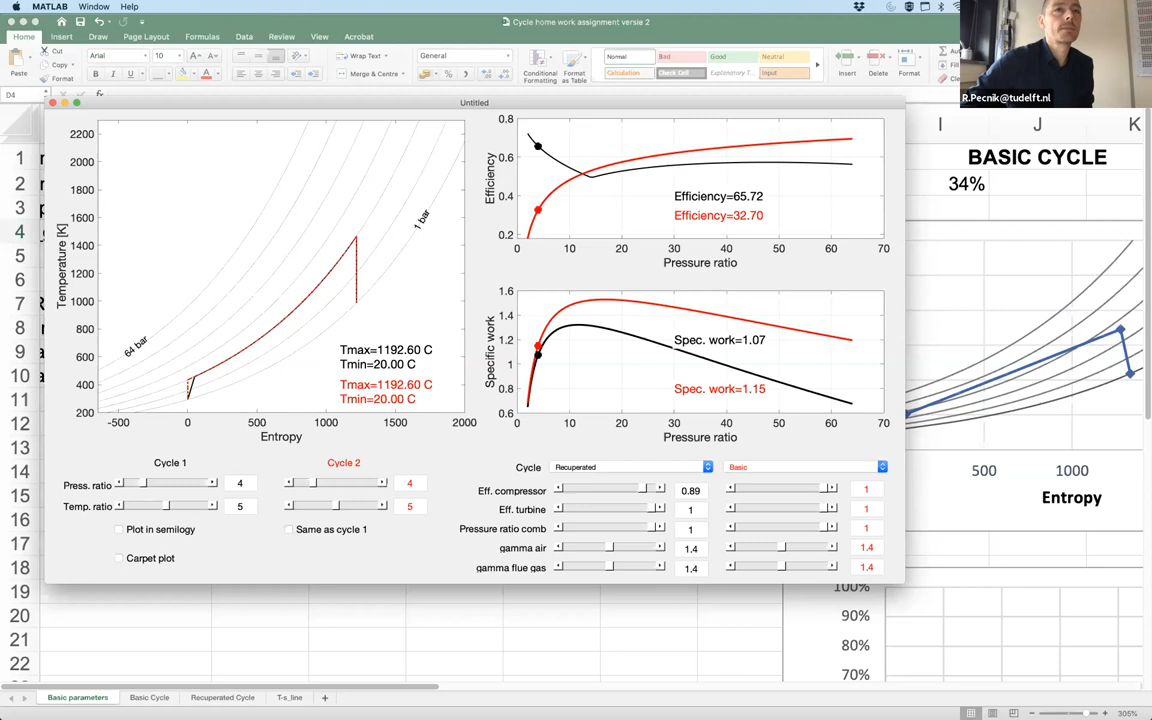 MATLAB Window Help
Cycle home work assignment versie 2
Home Insert Draw Page Layout Formulas Data Review View Acrobat
Paste
Cut
Copy
Format
Arial 10
B I U
Wrap Text
Merge & Centre
General
Conditional Formatting
Format as Table
Normal Bad Good Neutral
Calculation Check Cell Explanatory T... Input
Insert Delete Format
R.Pecnik@tudelft.nl
D4 fx
Untitled
I J K
1 2 3 4 5 6 7 8 9 10 11 12 13 14 15 16 17 18 19 20 21 22
BASIC CYCLE
34%
2200
2000
1800
1600
1400
1200
1000
800
600
400
200
Temperature [K]
1 bar
64 bar
Tmax=1192.60 C
Tmin=20.00 C
Tmax=1192.60 C
Tmin=20.00 C
-500 0 500 1000 1500 2000
Entropy
0.8
0.6
0.4
0.2
Efficiency
Efficiency=65.72
Efficiency=32.70
0 10 20 30 40 50 60 70
Pressure ratio
1.6
1.4
1.2
1
0.8
0.6
Specific work
Spec. work=1.07
Spec. work=1.15
0 10 20 30 40 50 60 70
Pressure ratio
Cycle 1 Cycle 2
Press. ratio 4 4
Temp. ratio 5 5
Plot in semilogy Same as cycle 1
Carpet plot
Cycle Recuperated Basic
Eff. compressor 0.89 1
Eff. turbine 1 1
Pressure ratio comb 1 1
gamma air 1.4 1.4
gamma flue gas 1.4 1.4
500 1000
Entropy
100%
90%
80%
70%
Basic parameters Basic Cycle Recuperated Cycle T-s_line +
305%